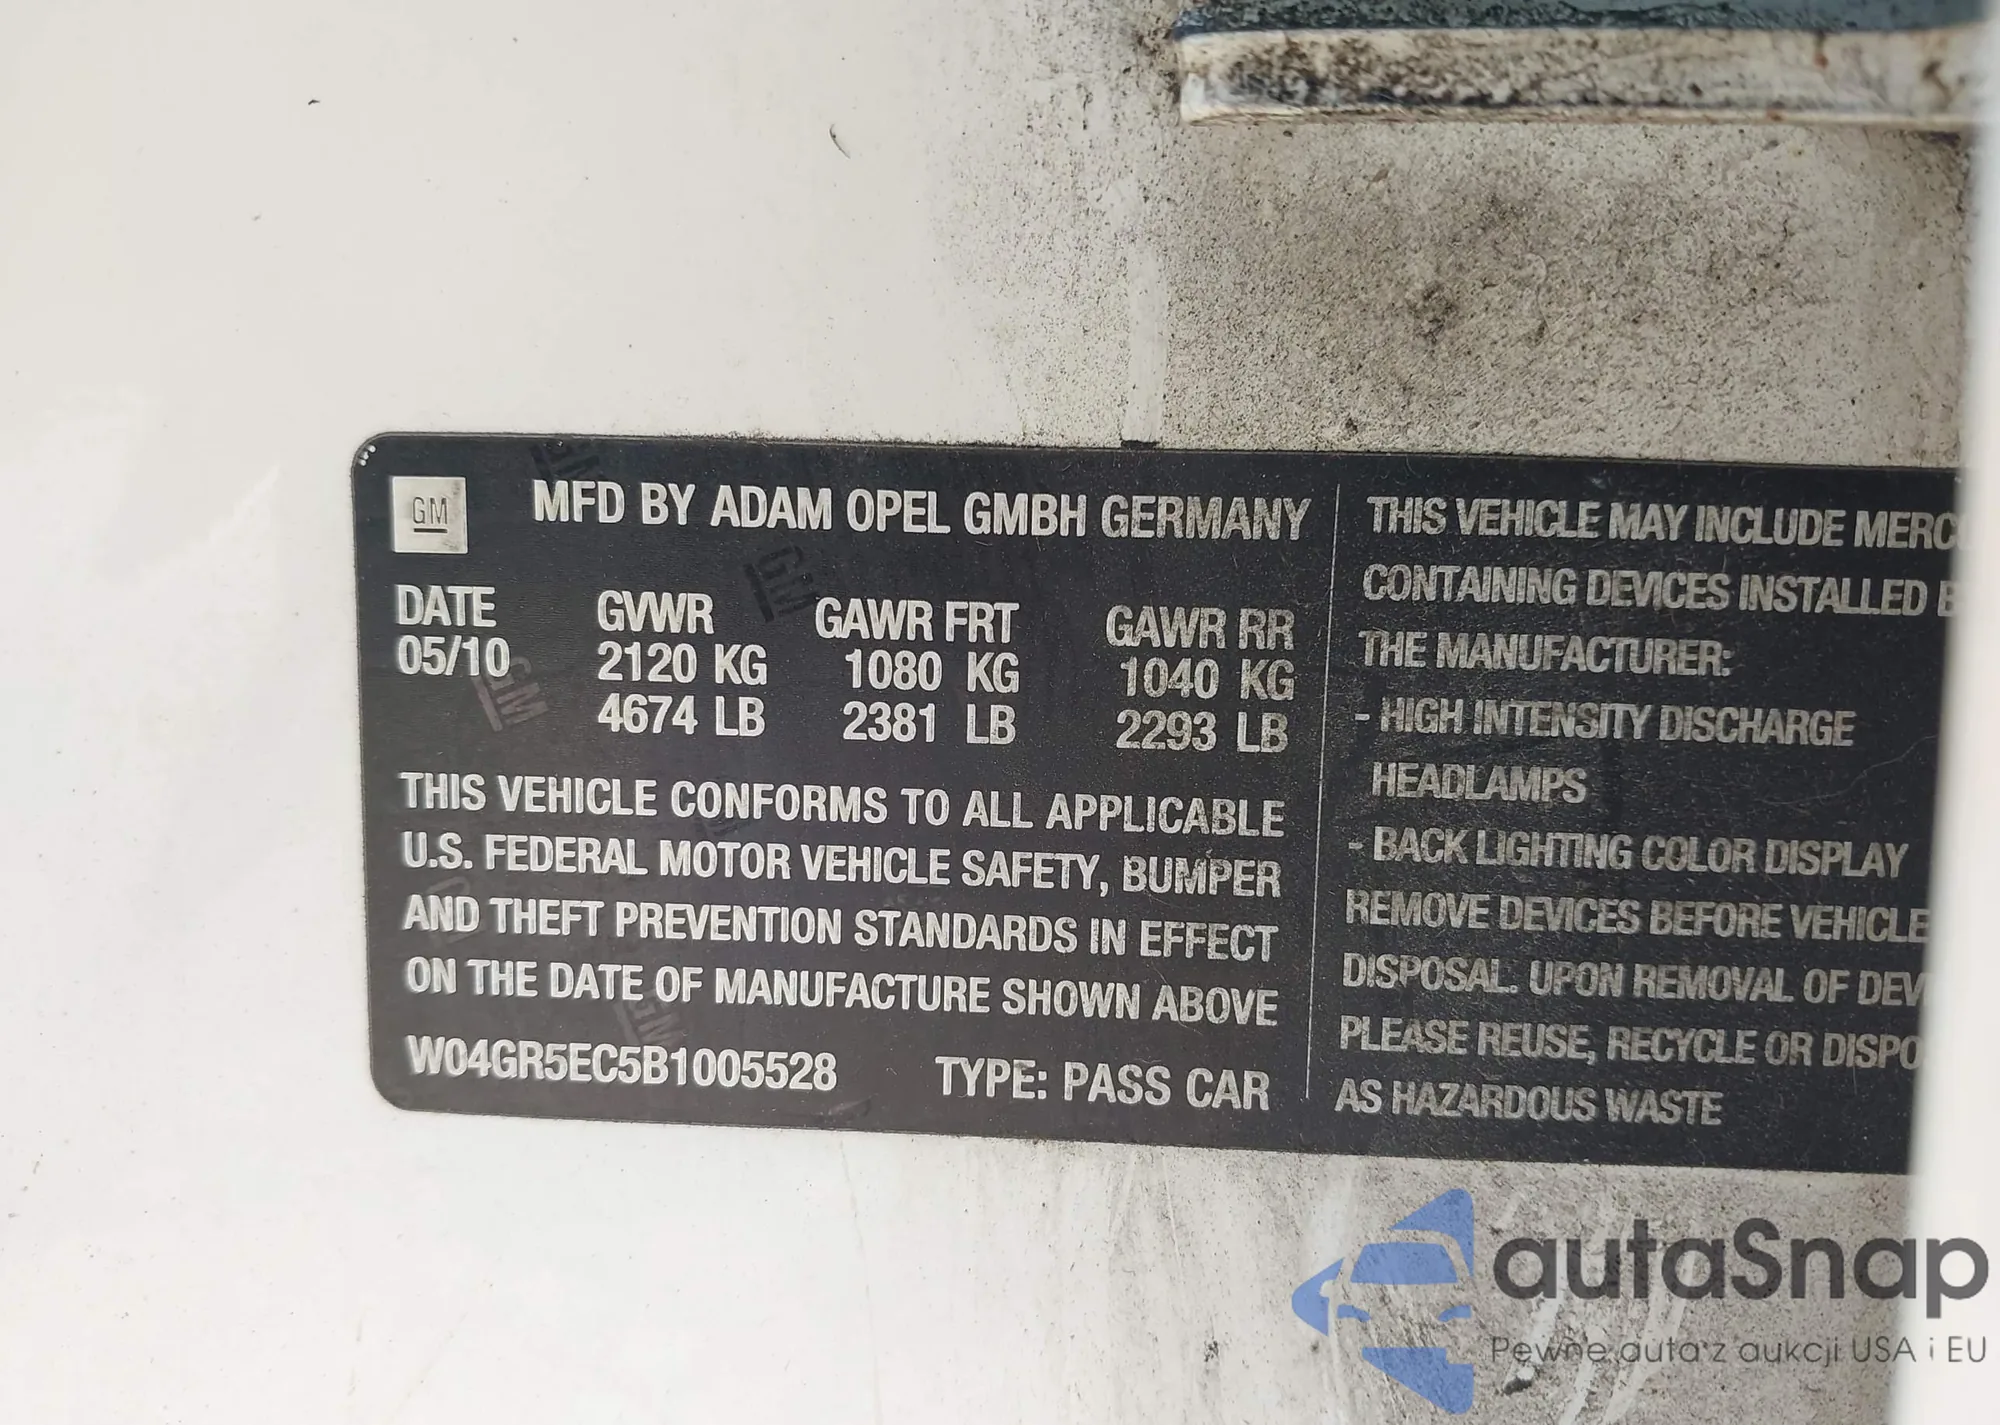 GM
MFD BY ADAM OPEL GMBH GERMANY
DATE GVWR GAWR FRT GAWR RR
05/10 2120 KG 1080 KG 1040 KG
4674 LB 2381 LB 2293 LB
THIS VEHICLE CONFORMS TO ALL APPLICABLE
U.S. FEDERAL MOTOR VEHICLE SAFETY, BUMPER
AND THEFT PREVENTION STANDARDS IN EFFECT
ON THE DATE OF MANUFACTURE SHOWN ABOVE
W04GR5EC5B1005528 TYPE: PASS CAR
THIS VEHICLE MAY INCLUDE MERC
CONTAINING DEVICES INSTALLED
THE MANUFACTURER:
- HIGH INTENSITY DISCHARGE
HEADLAMPS
- BACK LIGHTING COLOR DISPLAY
REMOVE DEVICES BEFORE VEHICLE
DISPOSAL. UPON REMOVAL OF DEV
PLEASE REUSE, RECYCLE OR DISPO
AS HAZARDOUS WASTE
autaSnap
Pewne auta z aukcji USA i EU